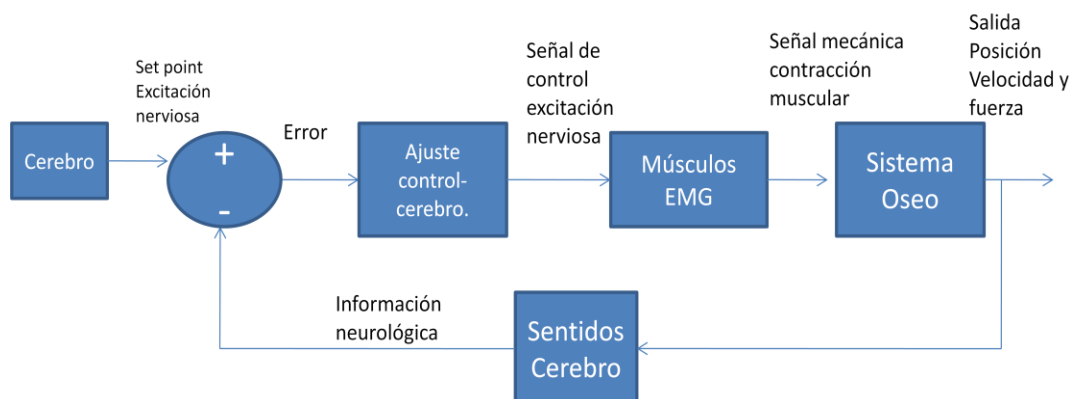 Cerebro
Set point
Excitación
nerviosa
+
-
Error
Ajuste
control-
cerebro.
Señal de
control
excitación
nerviosa
Músculos
EMG
Señal mecánica
contracción
muscular
Sistema
Oseo
Salida
Posición
Velocidad y
fuerza
Sentidos
Cerebro
Información
neurológica